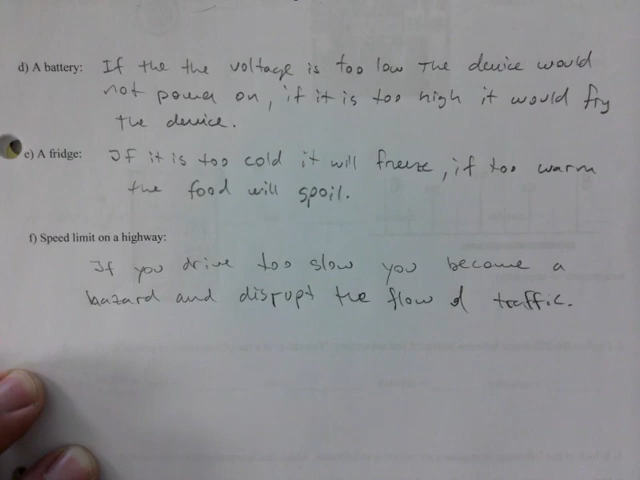 d) A battery: If the the voltage is too low The device would
not power on, if it is too high it would fry
the device.
e) A fridge: If it is too cold it will freeze, if too warm
the food will spoil.
f) Speed limit on a highway:
If you drive too slow you become a
hazard and disrupt the flow of traffic.